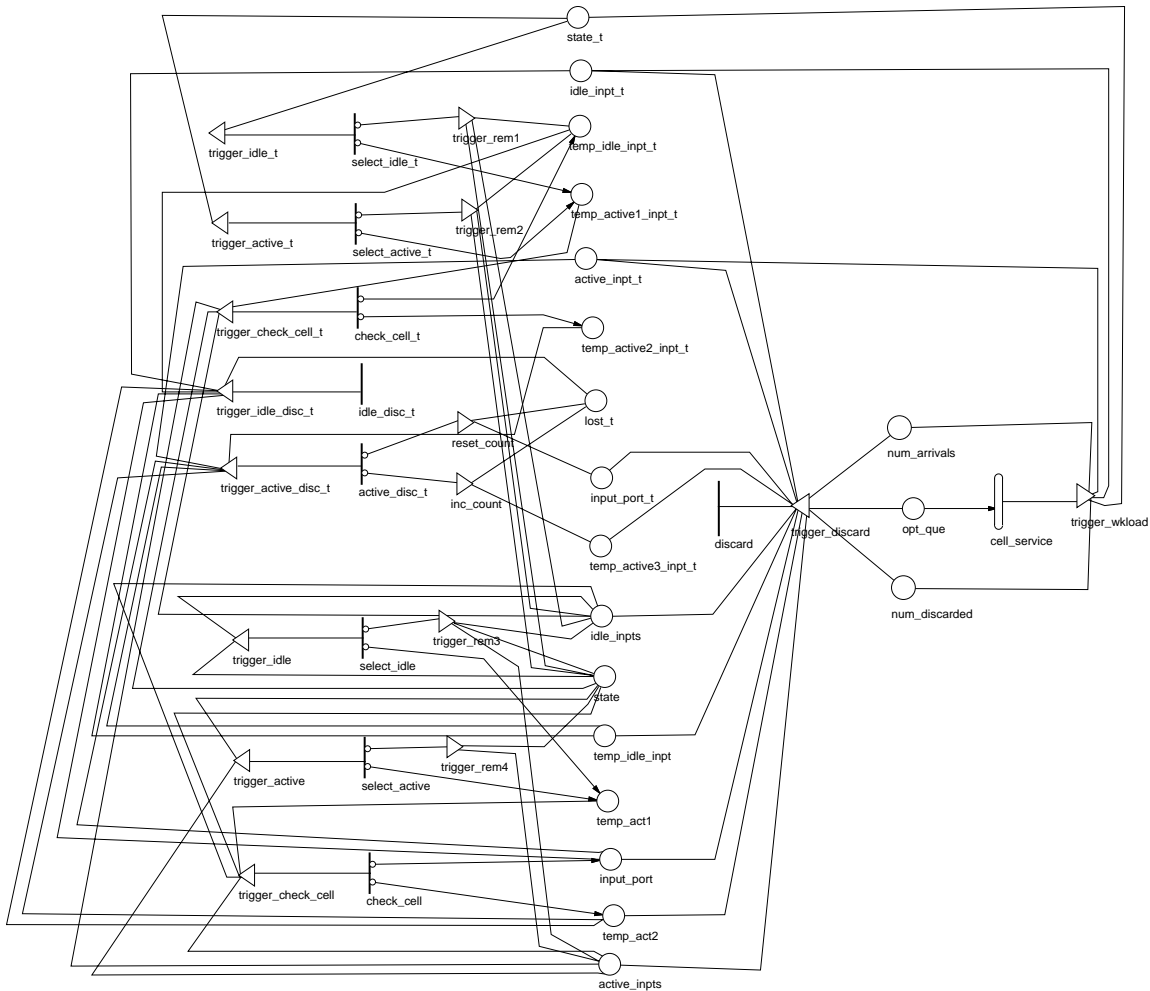 state_t
idle_inpt_t
trigger_idle_t
select_idle_t
trigger_rem1
temp_idle_inpt_t
trigger_active_t
select_active_t
trigger_rem2
temp_active1_inpt_t
active_inpt_t
trigger_check_cell_t
check_cell_t
temp_active2_inpt_t
trigger_idle_disc_t
idle_disc_t
lost_t
reset_count
num_arrivals
trigger_active_disc_t
active_disc_t
inc_count
input_port_t
discard
trigger_discard
opt_que
cell_service
trigger_wkload
temp_active3_inpt_t
num_discarded
trigger_idle
select_idle
trigger_rem3
idle_inpts
state
trigger_active
select_active
trigger_rem4
temp_idle_inpt
temp_act1
trigger_check_cell
check_cell
input_port
temp_act2
active_inpts